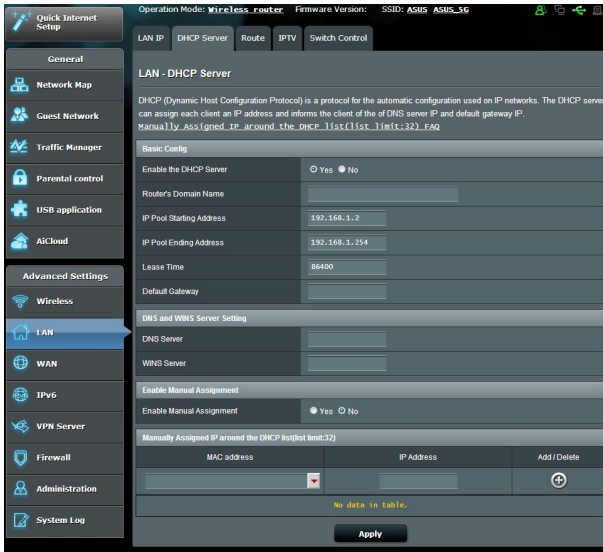 Quick Internet
Setup
Operation Mode: Wireless router Firmware Version: SSID: ASUS ASUS_5G
LAN IP DHCP Server Route IPTV Switch Control
General
Network Map
Guest Network
Traffic Manager
Parental control
USB application
AiCloud
Advanced Settings
Wireless
LAN
WAN
IPv6
VPN Server
Firewall
Administration
System Log
LAN - DHCP Server
DHCP (Dynamic Host Configuration Protocol) is a protocol for the automatic configuration used on IP networks. The DHCP server
can assign each client an IP address and informs the client of the of DNS server IP and default gateway IP.
Manually Assigned IP around the DHCP list(list limit:32) FAQ
Basic Config
Enable the DHCP Server Yes No
Router's Domain Name
IP Pool Starting Address 192.168.1.2
IP Pool Ending Address 192.168.1.254
Lease Time 86400
Default Gateway
DNS and WINS Server Setting
DNS Server
WINS Server
Enable Manual Assignment
Enable Manual Assignment Yes No
Manually Assigned IP around the DHCP list(list limit:32)
MAC address IP Address Add / Delete
No data in table.
Apply